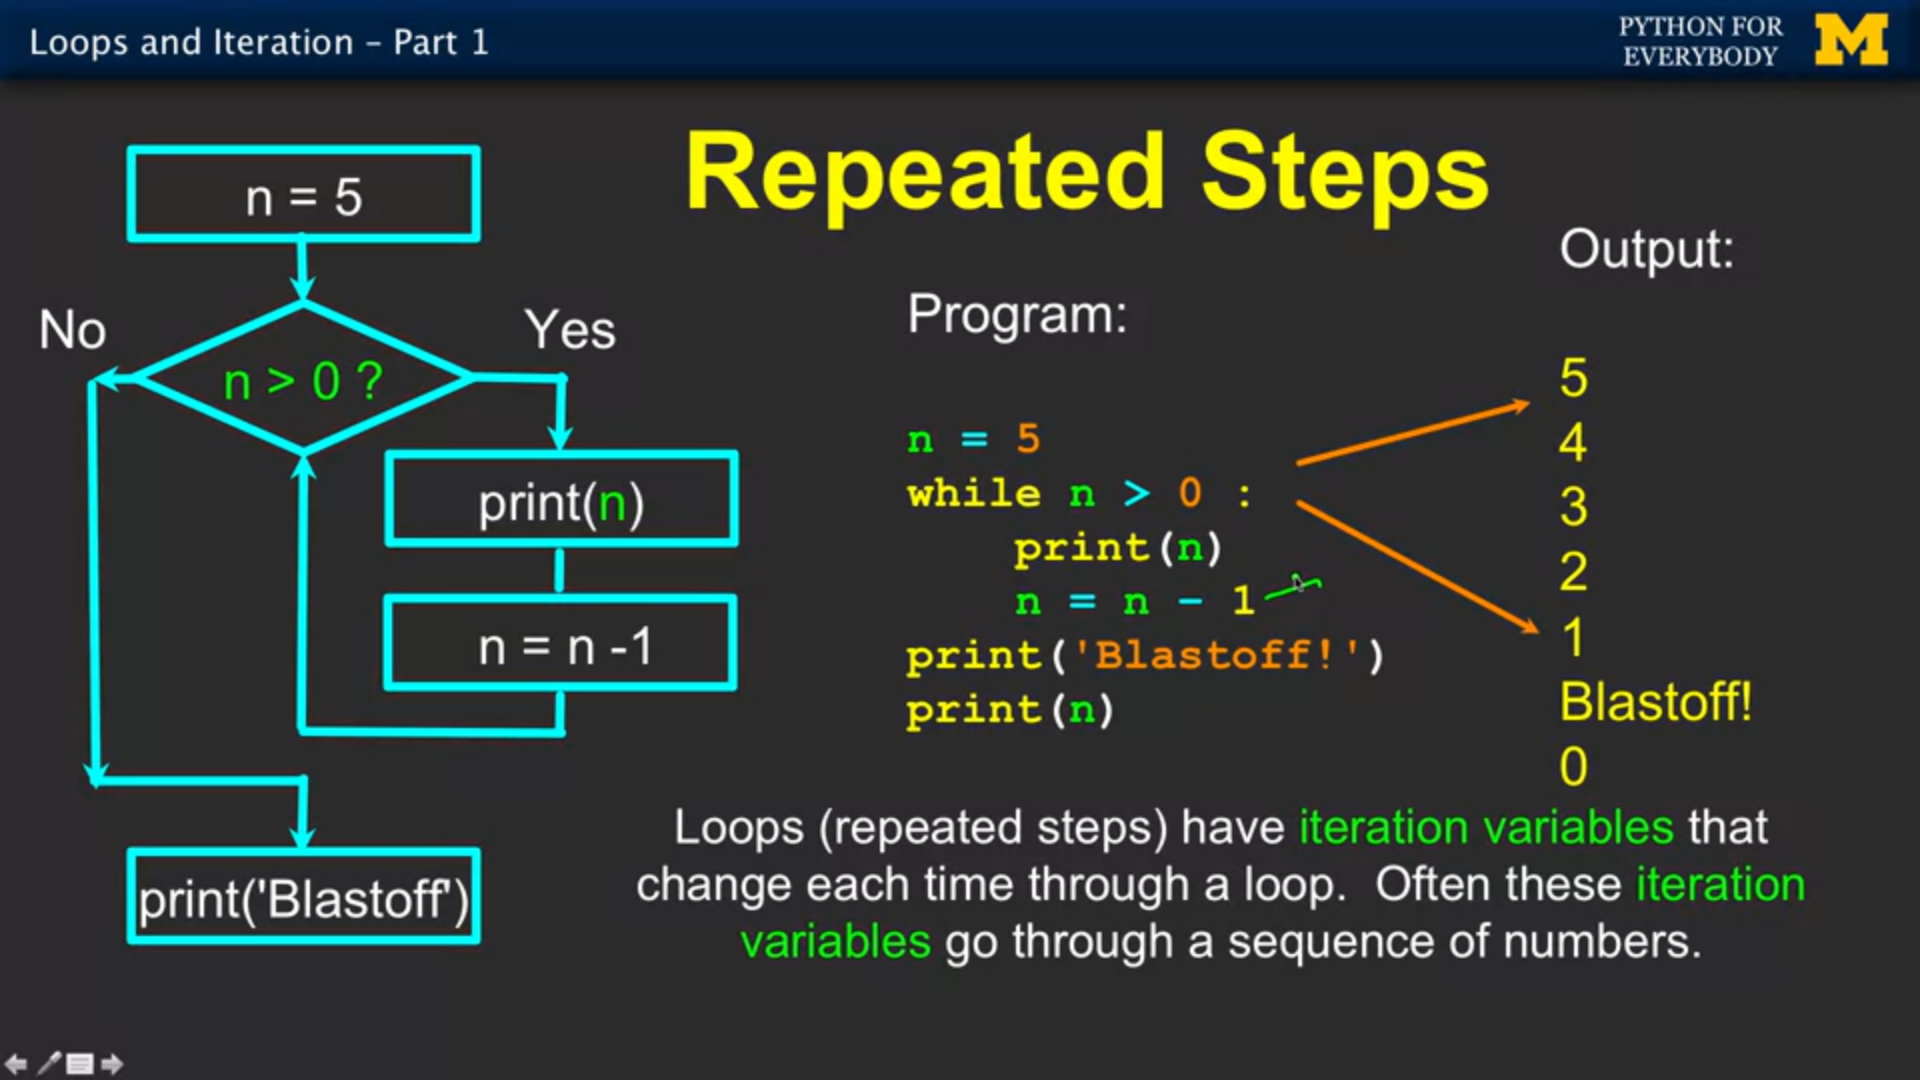 Loops and Iteration – Part 1
PYTHON FOR
EVERYBODY
M
Repeated Steps
n = 5
No
Yes
n > 0 ?
print(n)
n = n -1
print('Blastoff')
Program:
n = 5
while n > 0 :
    print(n)
    n = n - 1
print('Blastoff!')
print(n)
Output:
5
4
3
2
1
Blastoff!
0
Loops (repeated steps) have iteration variables that
change each time through a loop.  Often these iteration
variables go through a sequence of numbers.